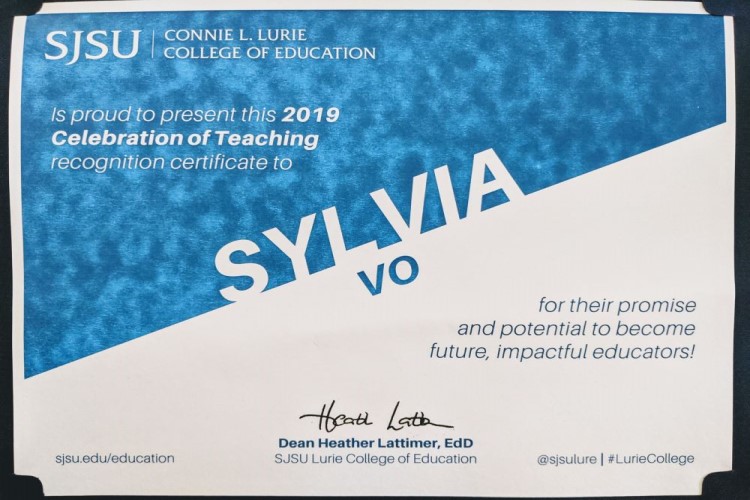 SJSU
CONNIE L. LURIE
COLLEGE OF EDUCATION
Is proud to present this 2019
Celebration of Teaching
recognition certificate to
SYLVIA
VO
for their promise
and potential to become
future, impactful educators!
Dean Heather Lattimer, EdD
SJSU Lurie College of Education
sjsu.edu/education
@sjsulure | #LurieCollege